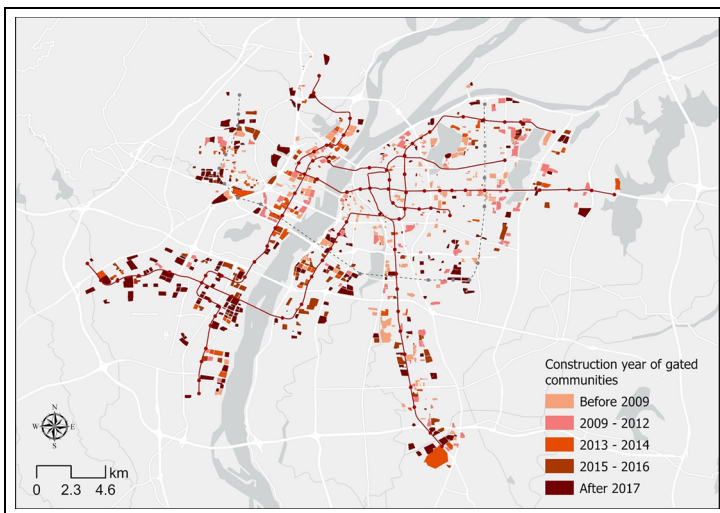 Construction year of gated
communities
Before 2009
2009 - 2012
2013 - 2014
2015 - 2016
After 2017
N
W E
S
km
0 2.3 4.6